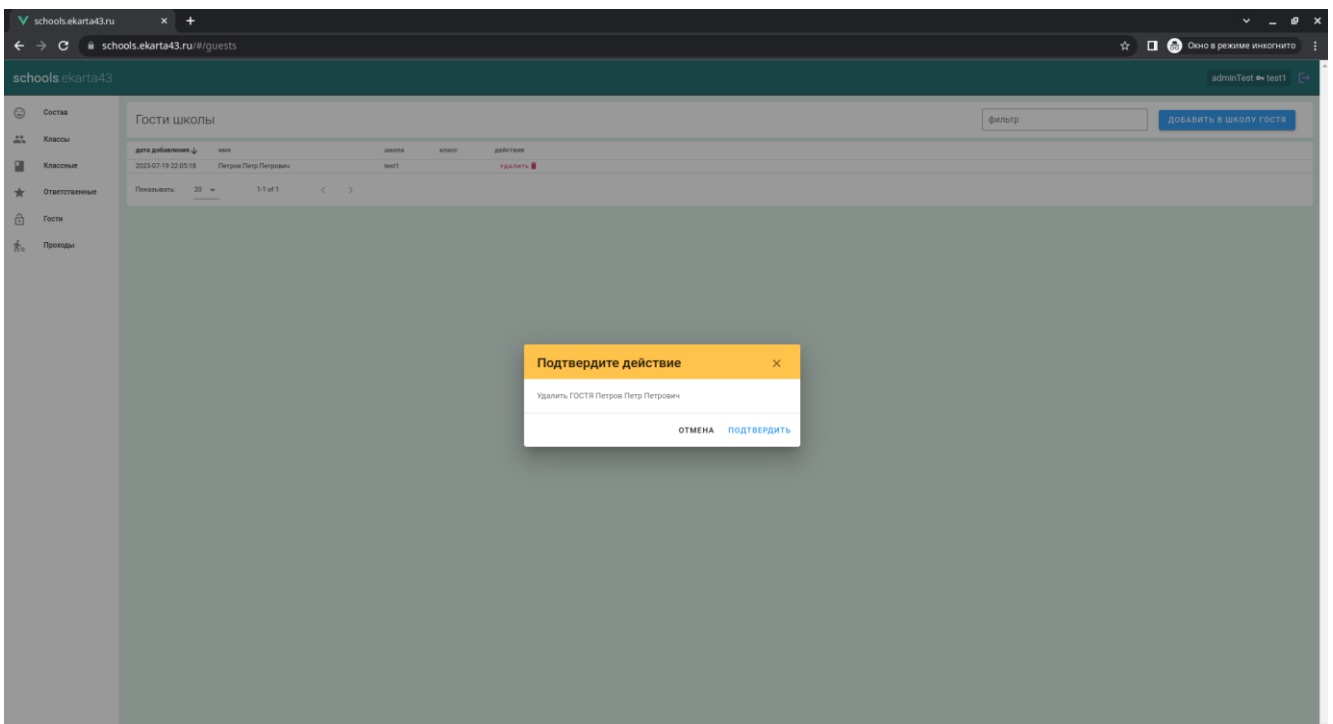 schools.ekarta43.ru
schools.ekarta43.ru/#/guests
Окно в режиме инкогнито
schools.ekarta43
adminTest test1
Состав
Классы
Классные
Ответственные
Гости
Проходы
Гости школы
фильтр
ДОБАВИТЬ В ШКОЛУ ГОСТЯ
дата добавления имя школа класс действия
2023-07-19 22:05:18 Петров Петр Петрович test1 УДАЛИТЬ
Показывать: 20 1-1 of 1
Подтвердите действие
Удалить ГОСТЯ Петров Петр Петрович
ОТМЕНА ПОДТВЕРДИТЬ